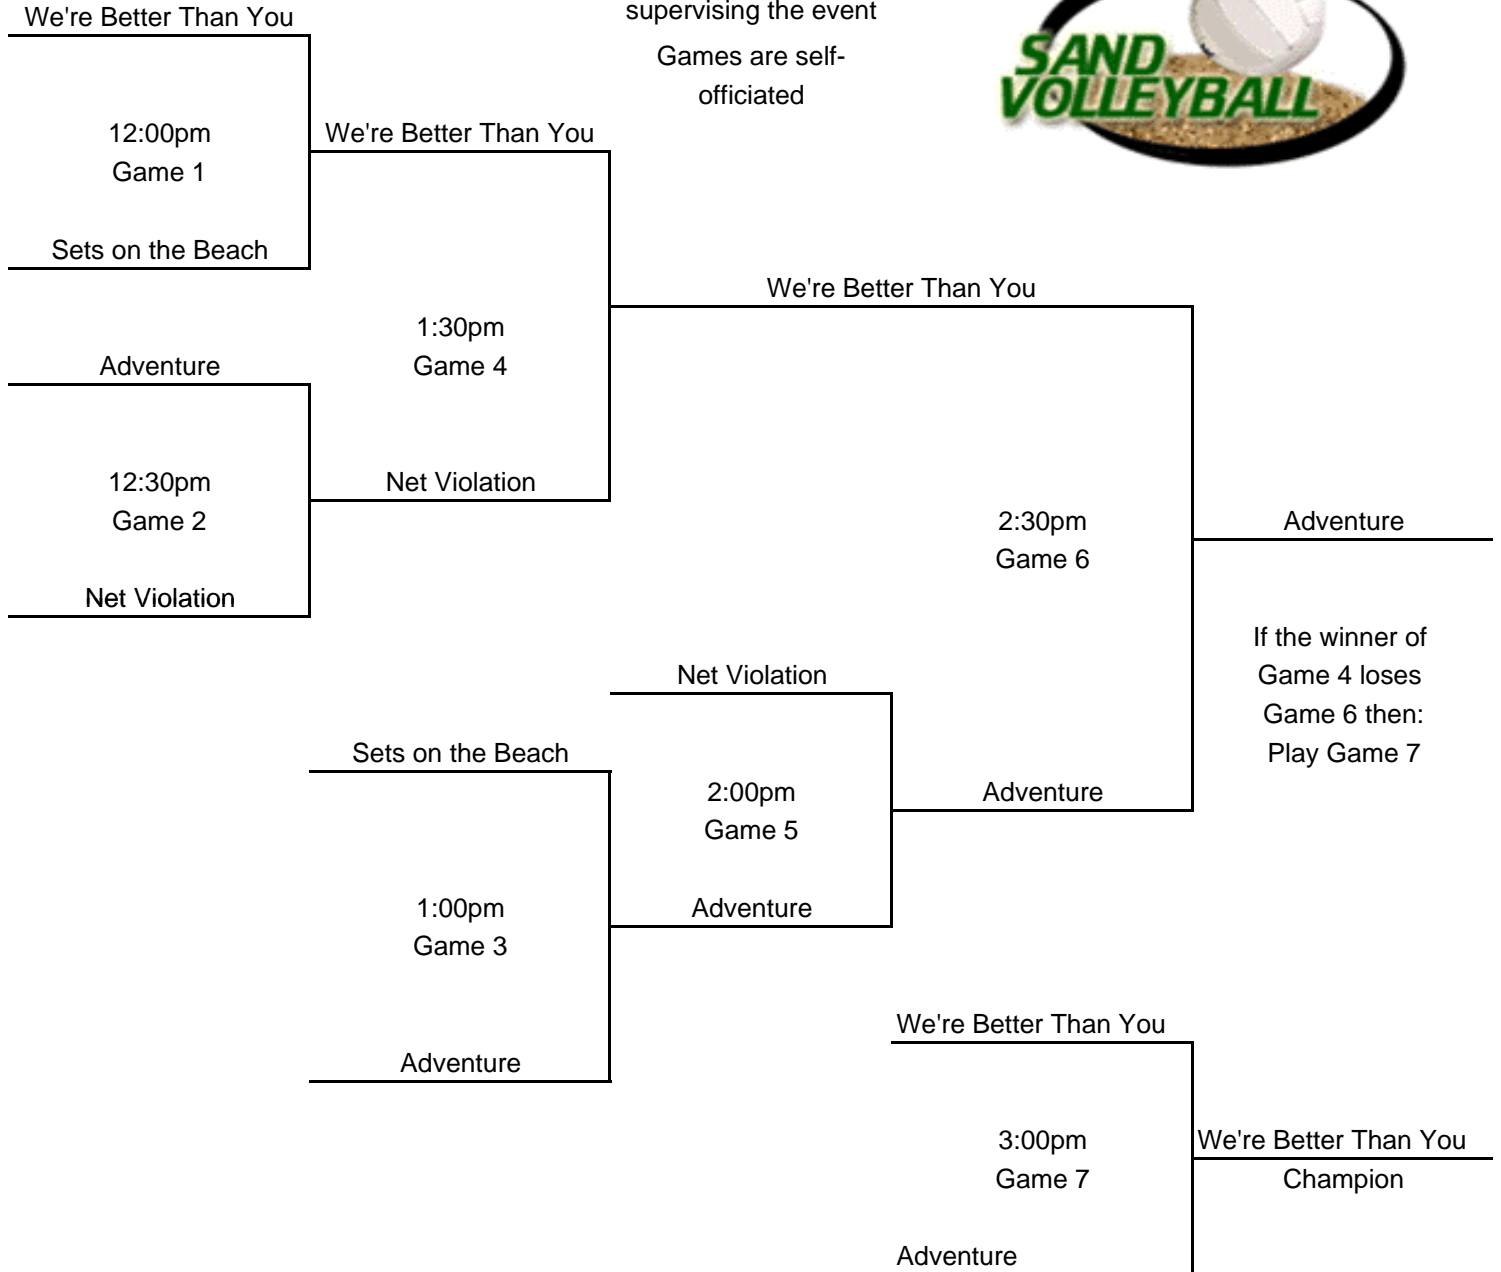 We're Better Than You
supervising the event
Games are self-
officiated
SAND
VOLLEYBALL
12:00pm
Game 1
We're Better Than You
Sets on the Beach
We're Better Than You
1:30pm
Game 4
Adventure
12:30pm
Game 2
Net Violation
Net Violation
2:30pm
Game 6
Adventure
If the winner of
Game 4 loses
Game 6 then:
Play Game 7
Net Violation
Sets on the Beach
2:00pm
Game 5
Adventure
1:00pm
Game 3
Adventure
Adventure
We're Better Than You
3:00pm
Game 7
We're Better Than You
Champion
Adventure